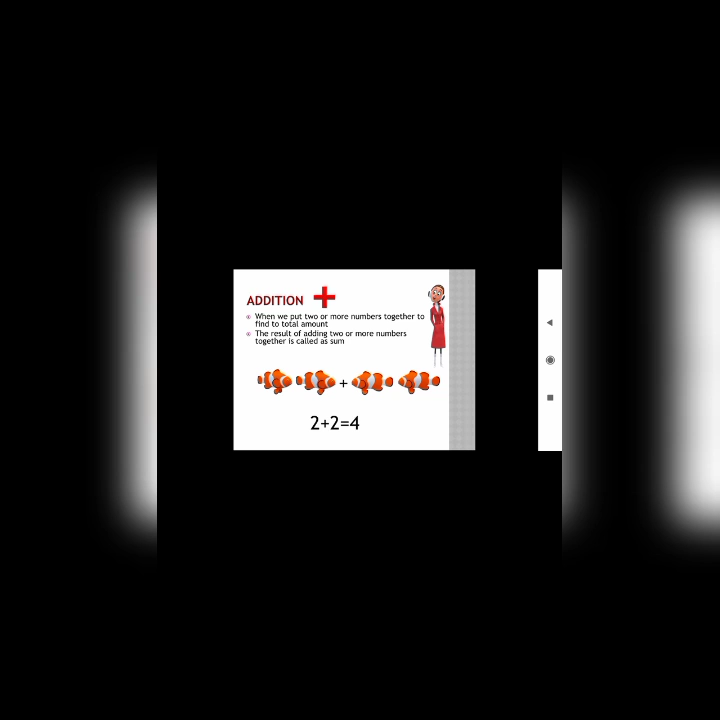 ADDITION
When we put two or more numbers together to
find to total amount
The result of adding two or more numbers
together is called as sum
+
2+2=4